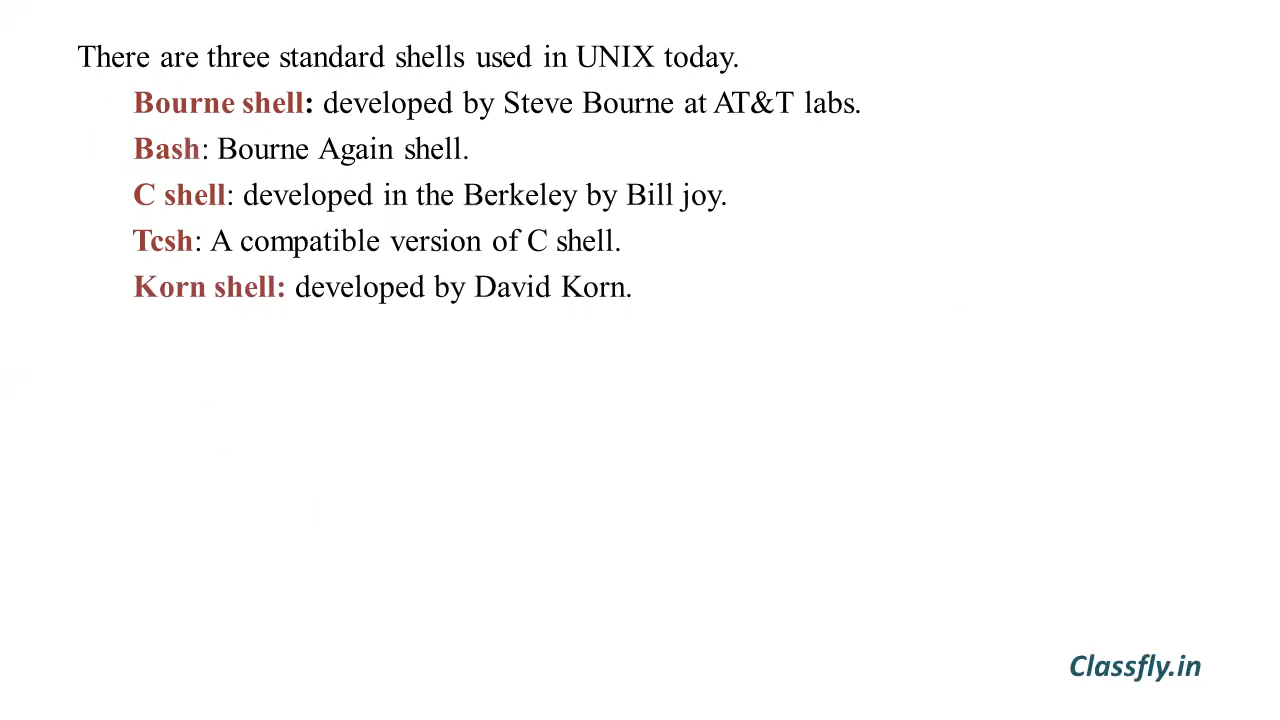 There are three standard shells used in UNIX today.
Bourne shell: developed by Steve Bourne at AT&T labs.
Bash: Bourne Again shell.
C shell: developed in the Berkeley by Bill joy.
Tcsh: A compatible version of C shell.
Korn shell: developed by David Korn.
Classfly.in